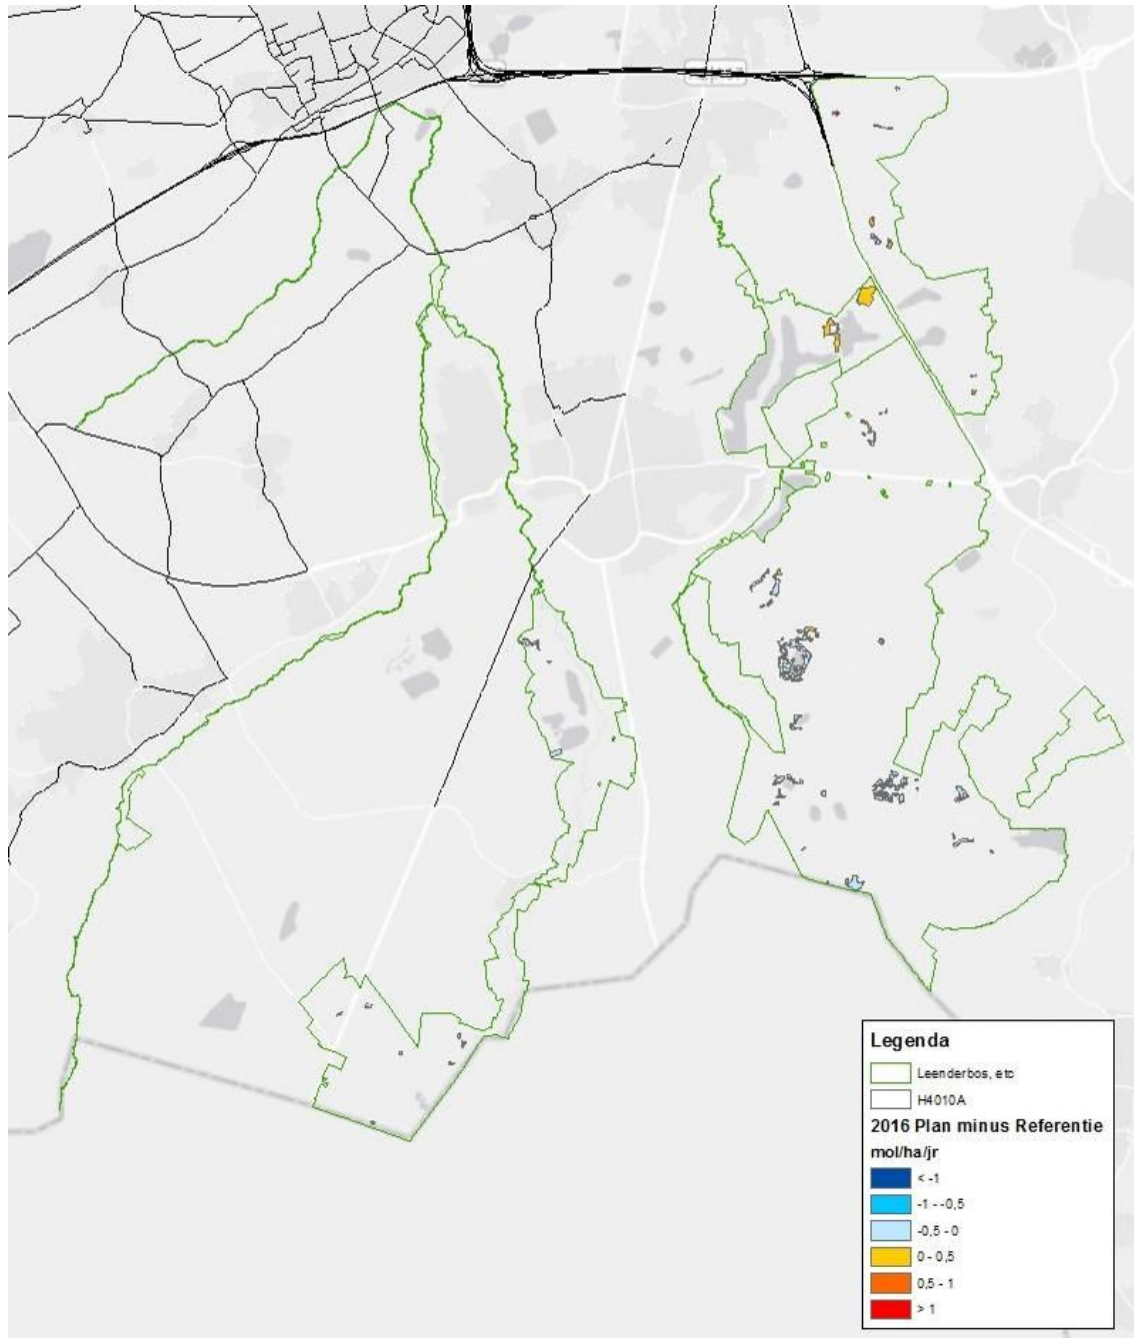 Legenda
Leenderbos, etc
H4010A
2016 Plan minus Referentie
mol/ha/jr
< -1
-1 - -0,5
-0,5 - 0
0 - 0,5
0,5 - 1
> 1